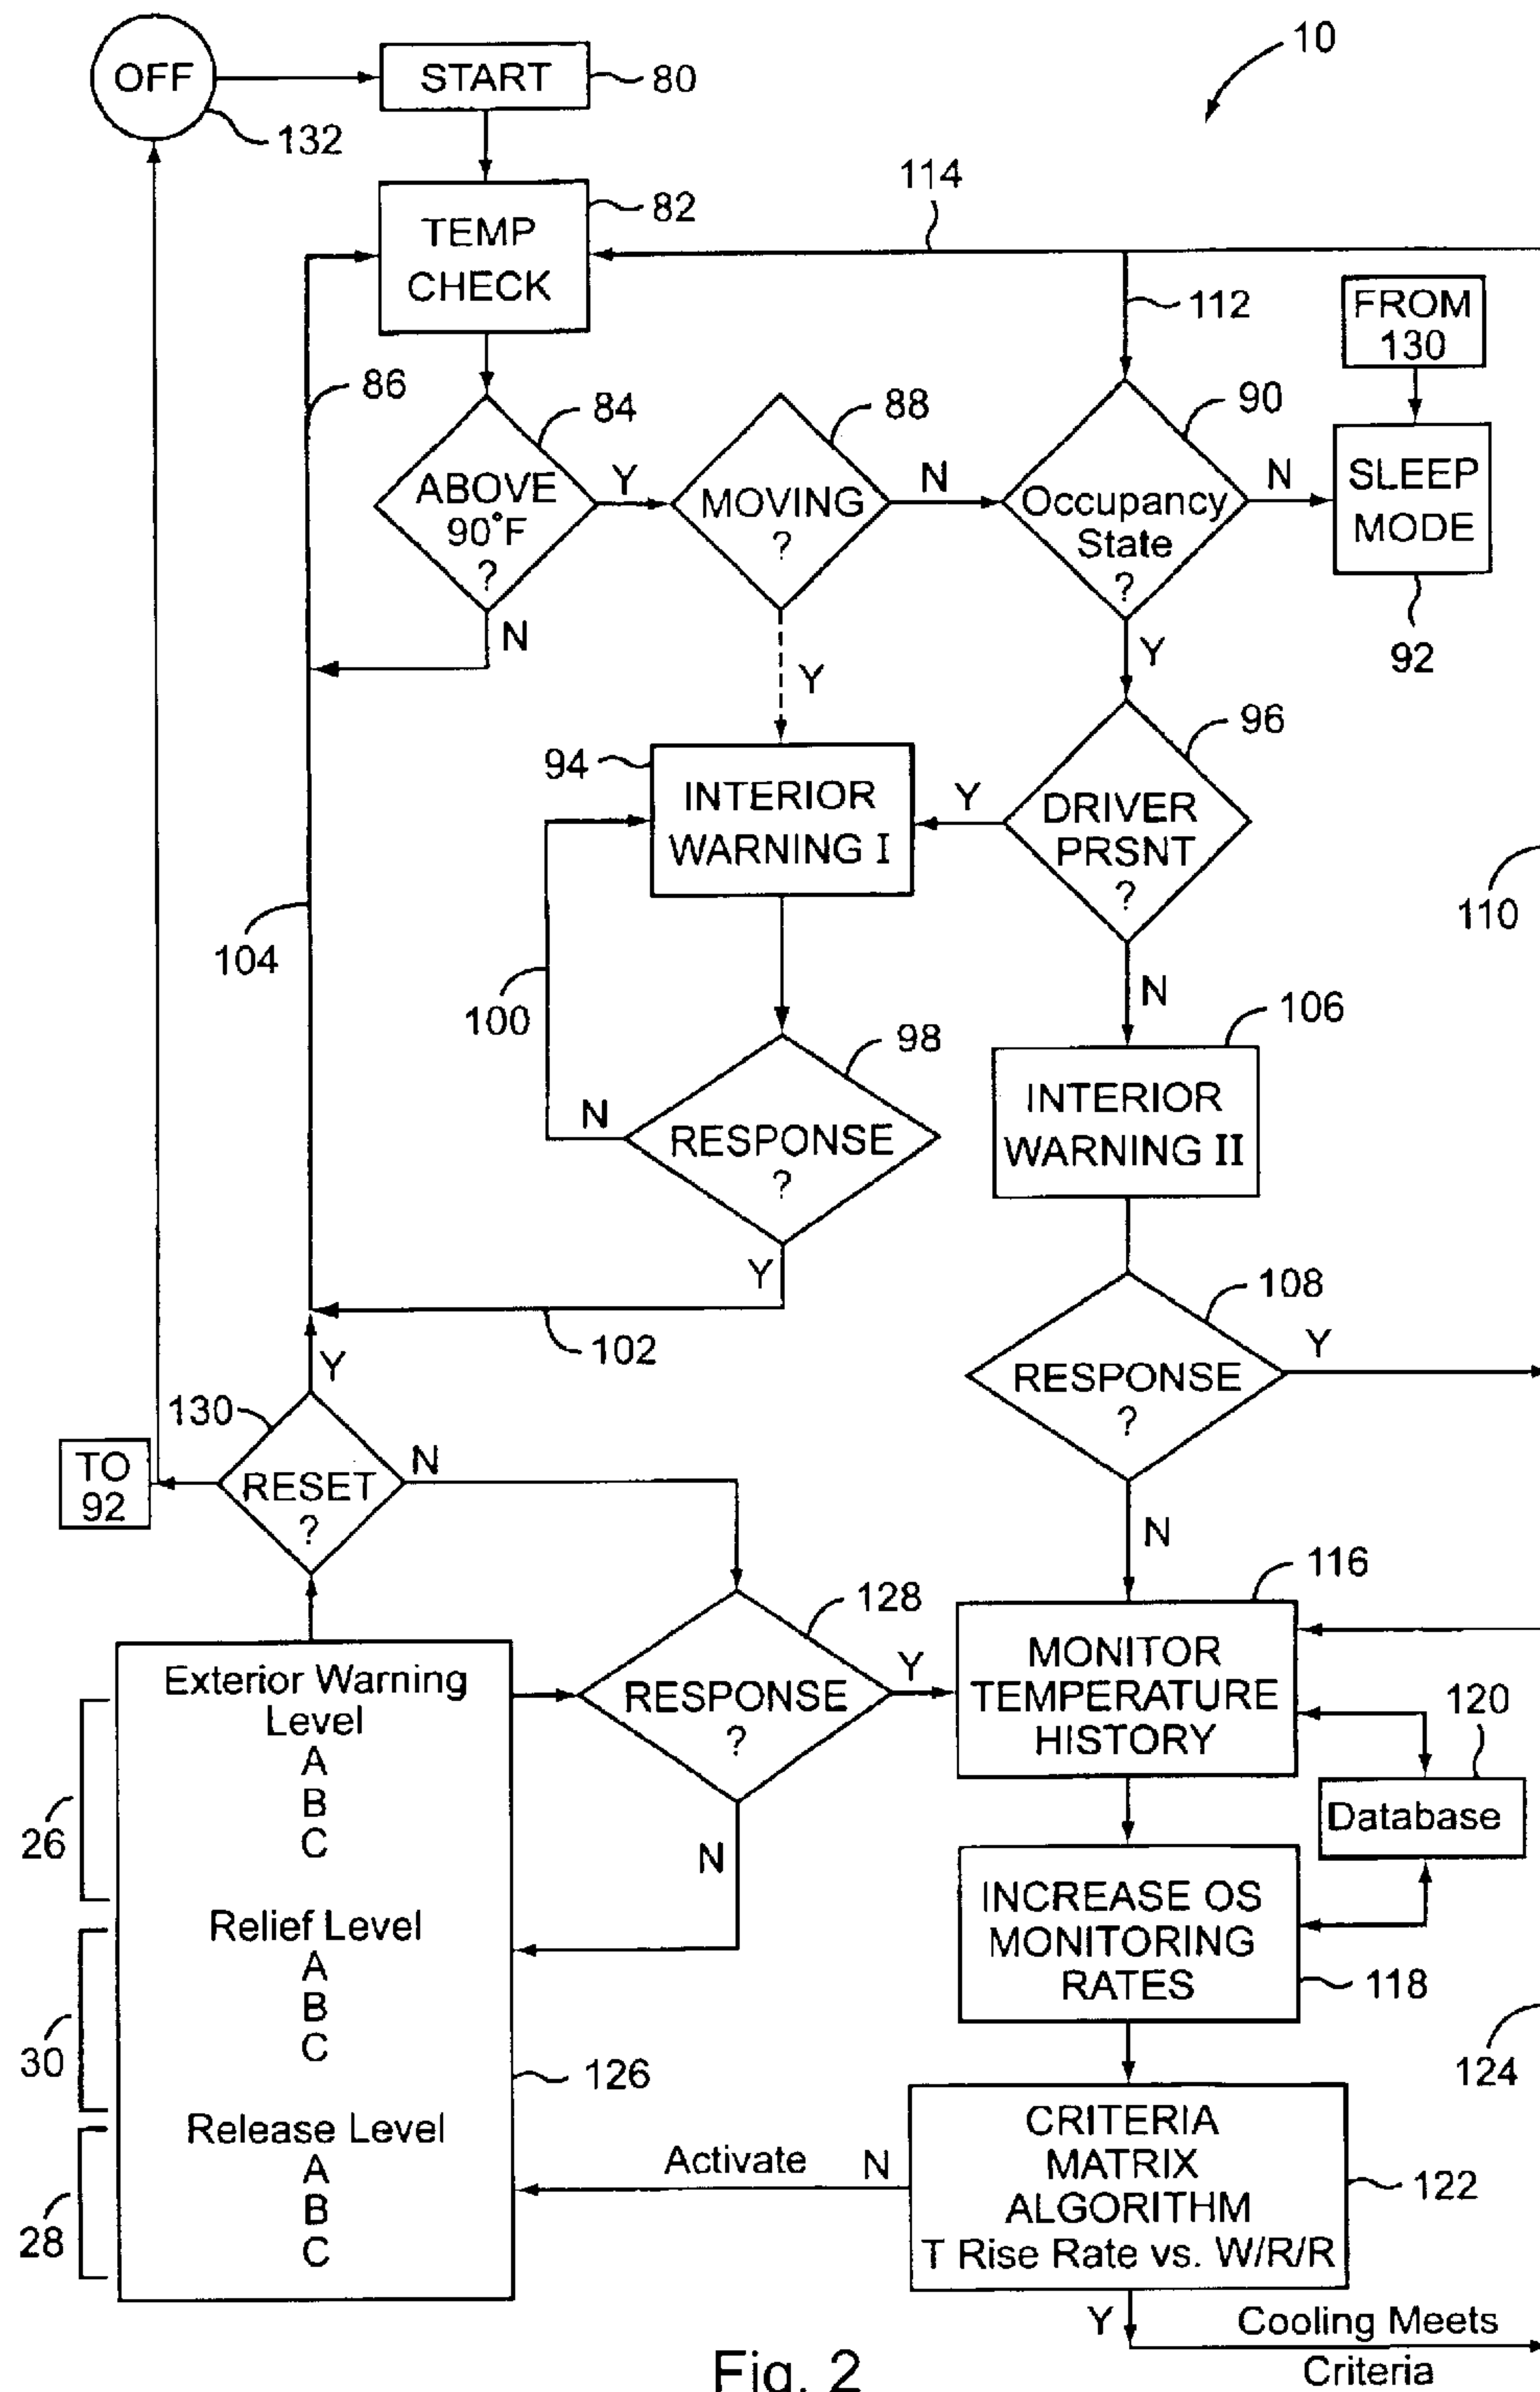 OFF
START
80
10
132
114
82
TEMP
CHECK
112
FROM
130
86
84
88
90
ABOVE
90°F
?
Y
MOVING
?
N
Occupancy
State
?
N
SLEEP
MODE
N
Y
Y
92
96
94
INTERIOR
WARNING I
Y
DRIVER
PRSNT
?
110
104
100
98
N
106
N
RESPONSE
?
INTERIOR
WARNING II
Y
102
108
Y
RESPONSE
?
Y
130
TO
92
RESET
?
N
N
116
128
Exterior Warning
Level
A
B
C
26
RESPONSE
?
Y
MONITOR
TEMPERATURE
HISTORY
120
Database
N
INCREASE OS
MONITORING
RATES
118
Relief Level
A
B
C
30
126
124
Release Level
A
B
C
28
Activate
N
CRITERIA
MATRIX
ALGORITHM
T Rise Rate vs. W/R/R
122
Y
Cooling Meets
Criteria
Fig. 2